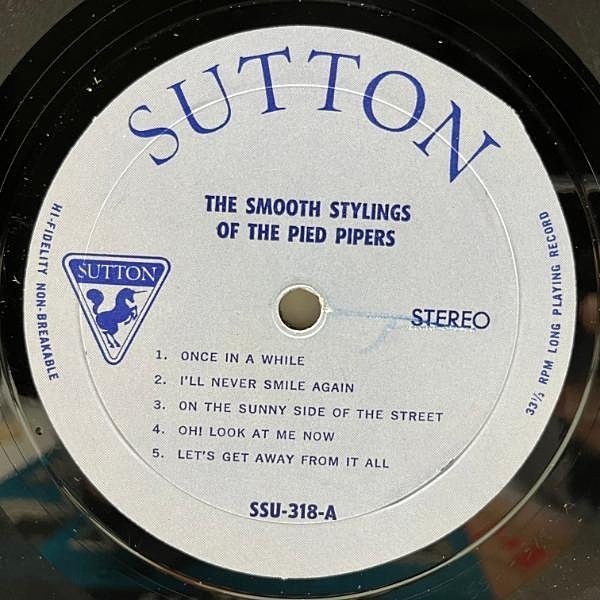 SUTTON
THE SMOOTH STYLINGS
OF THE PIED PIPERS
HI-FIDELITY NON-BREAKABLE
SUTTON
STEREO
33⅓ RPM LONG PLAYING RECORD
1. ONCE IN A WHILE
2. I'LL NEVER SMILE AGAIN
3. ON THE SUNNY SIDE OF THE STREET
4. OH! LOOK AT ME NOW
5. LET'S GET AWAY FROM IT ALL
SSU-318-A